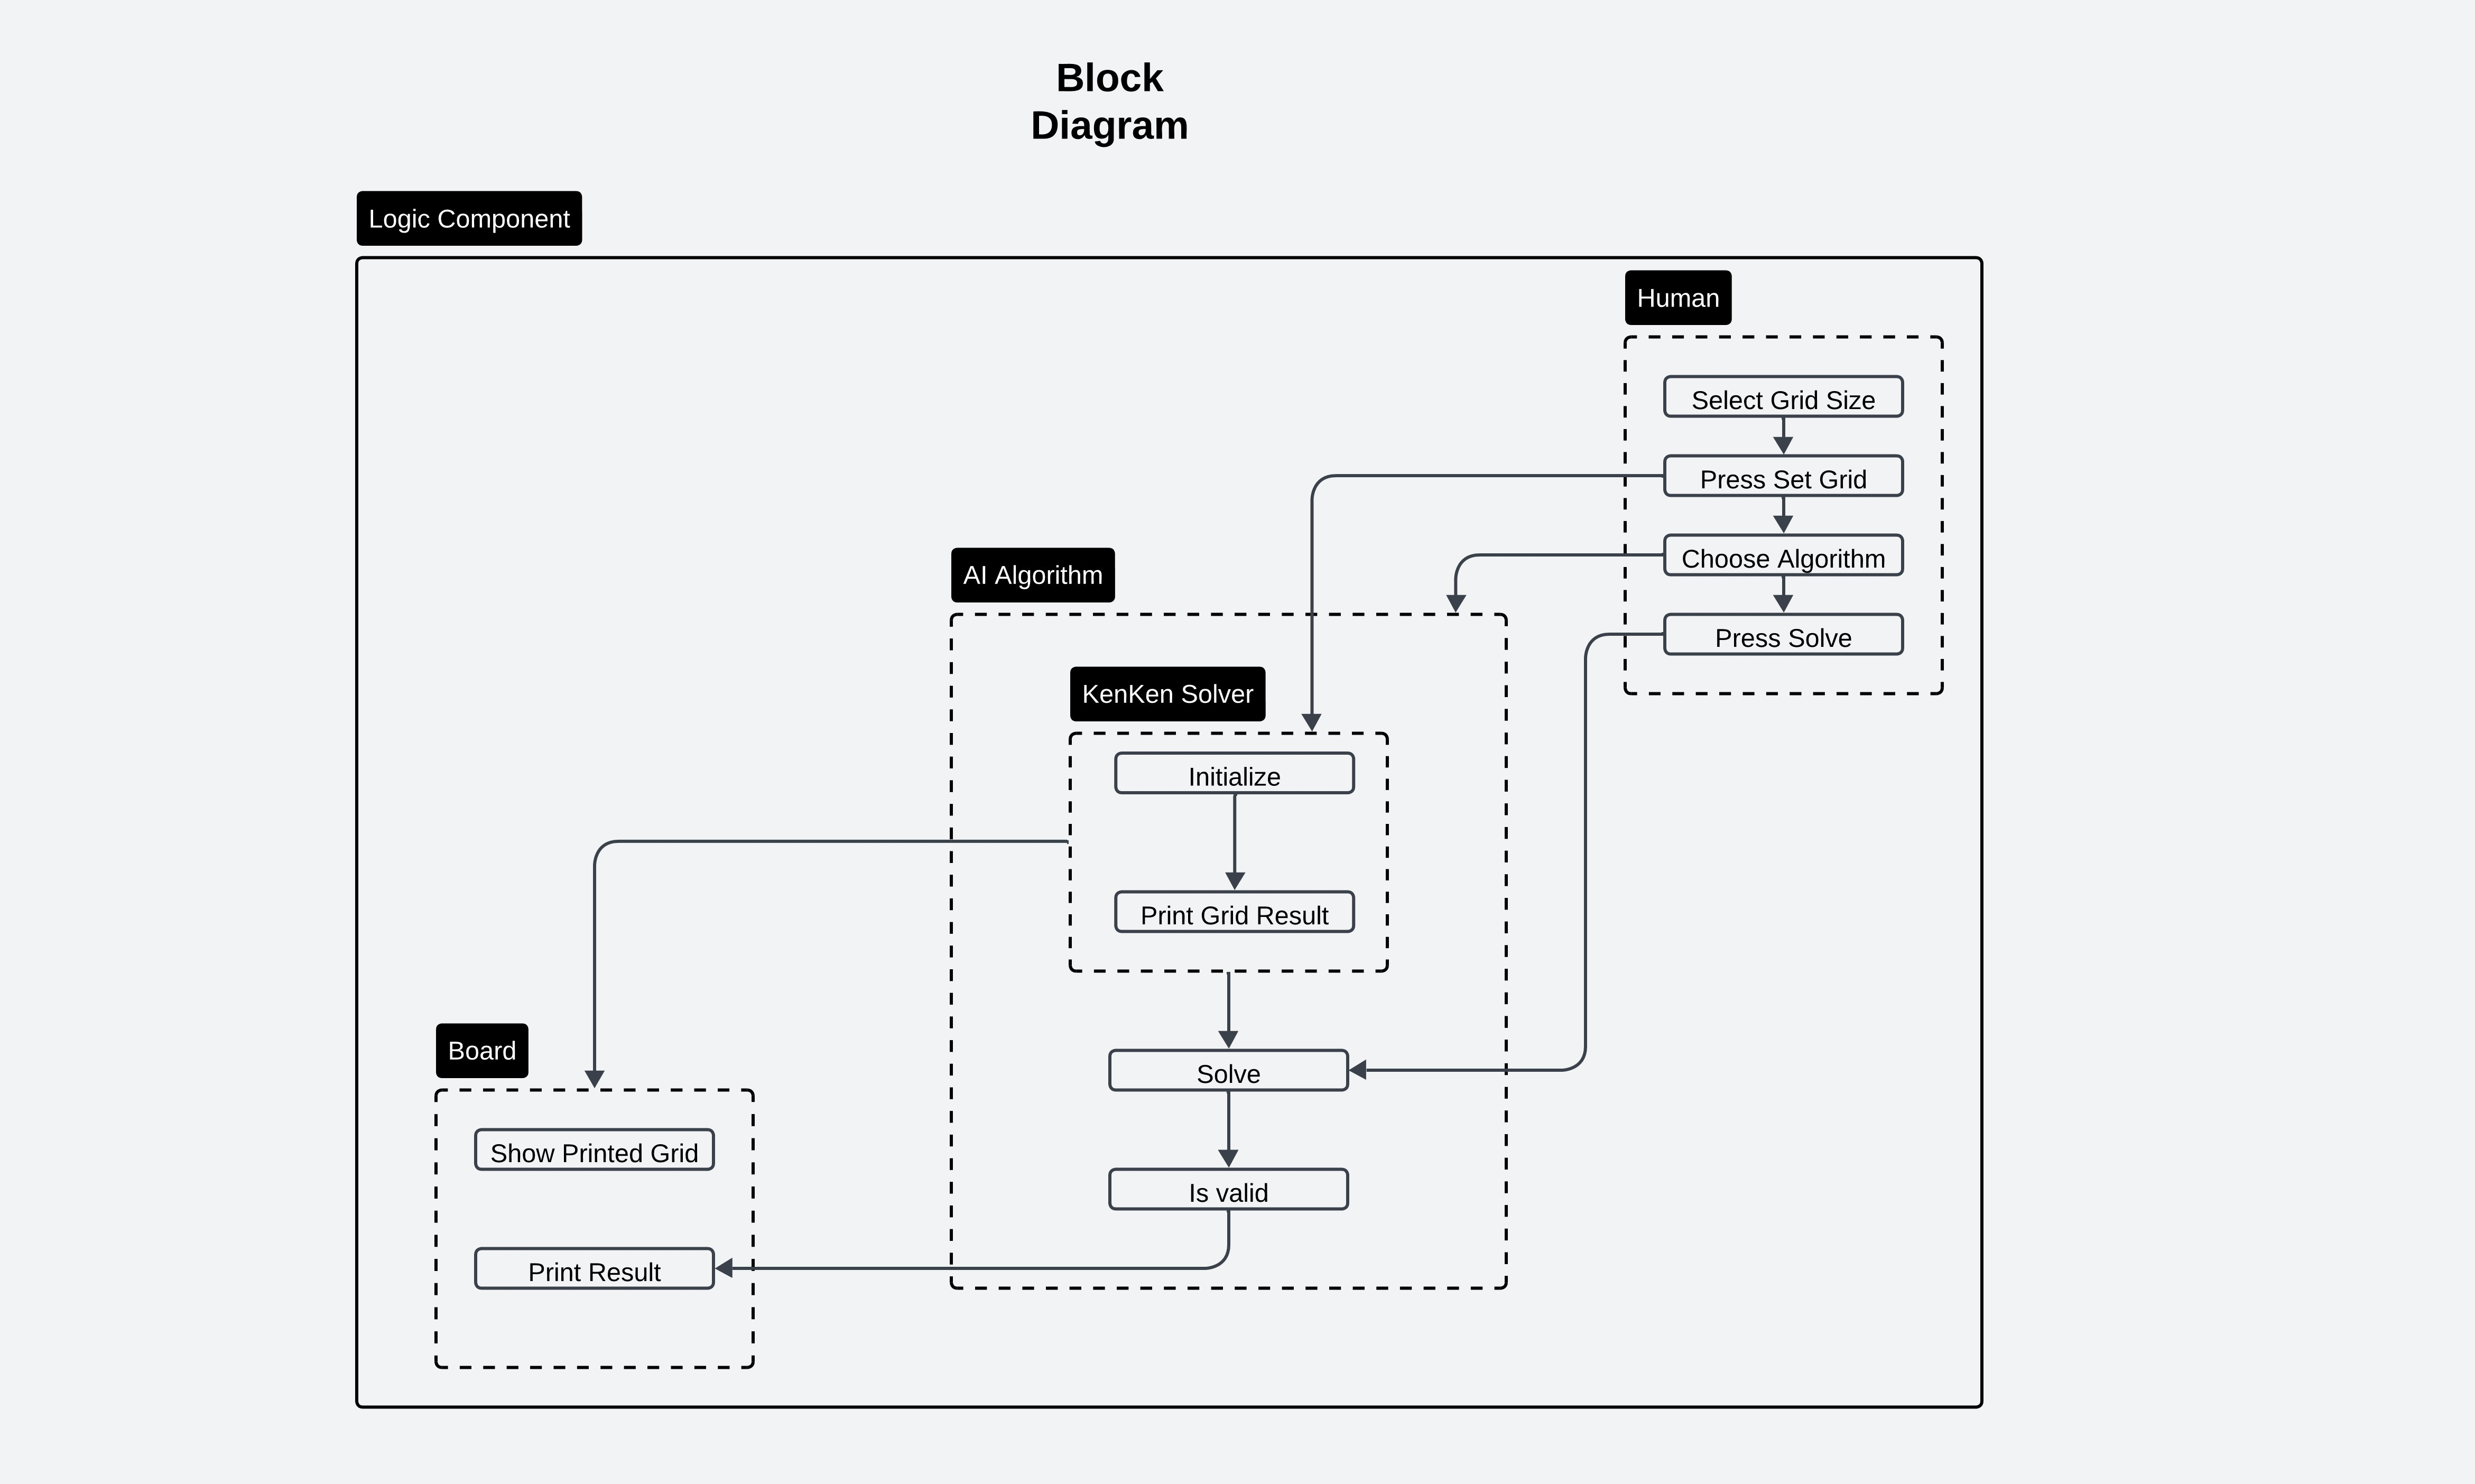 Block
Diagram
Logic Component
Human
Select Grid Size
Press Set Grid
Choose Algorithm
Press Solve
AI Algorithm
KenKen Solver
Initialize
Print Grid Result
Solve
Is valid
Board
Show Printed Grid
Print Result